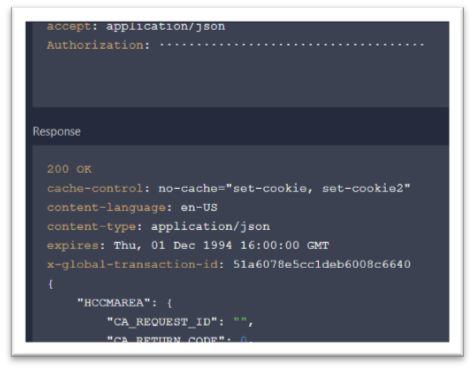 accept: application/json
Authorization: ·····································
Response
200 OK
cache-control: no-cache="set-cookie, set-cookie2"
content-language: en-US
content-type: application/json
expires: Thu, 01 Dec 1994 16:00:00 GMT
x-global-transaction-id: 51a6078e5cc1deb6008c6640
{
"HCCMAREA": {
"CA_REQUEST_ID": "",
"CA_RETURN_CODE": 0,